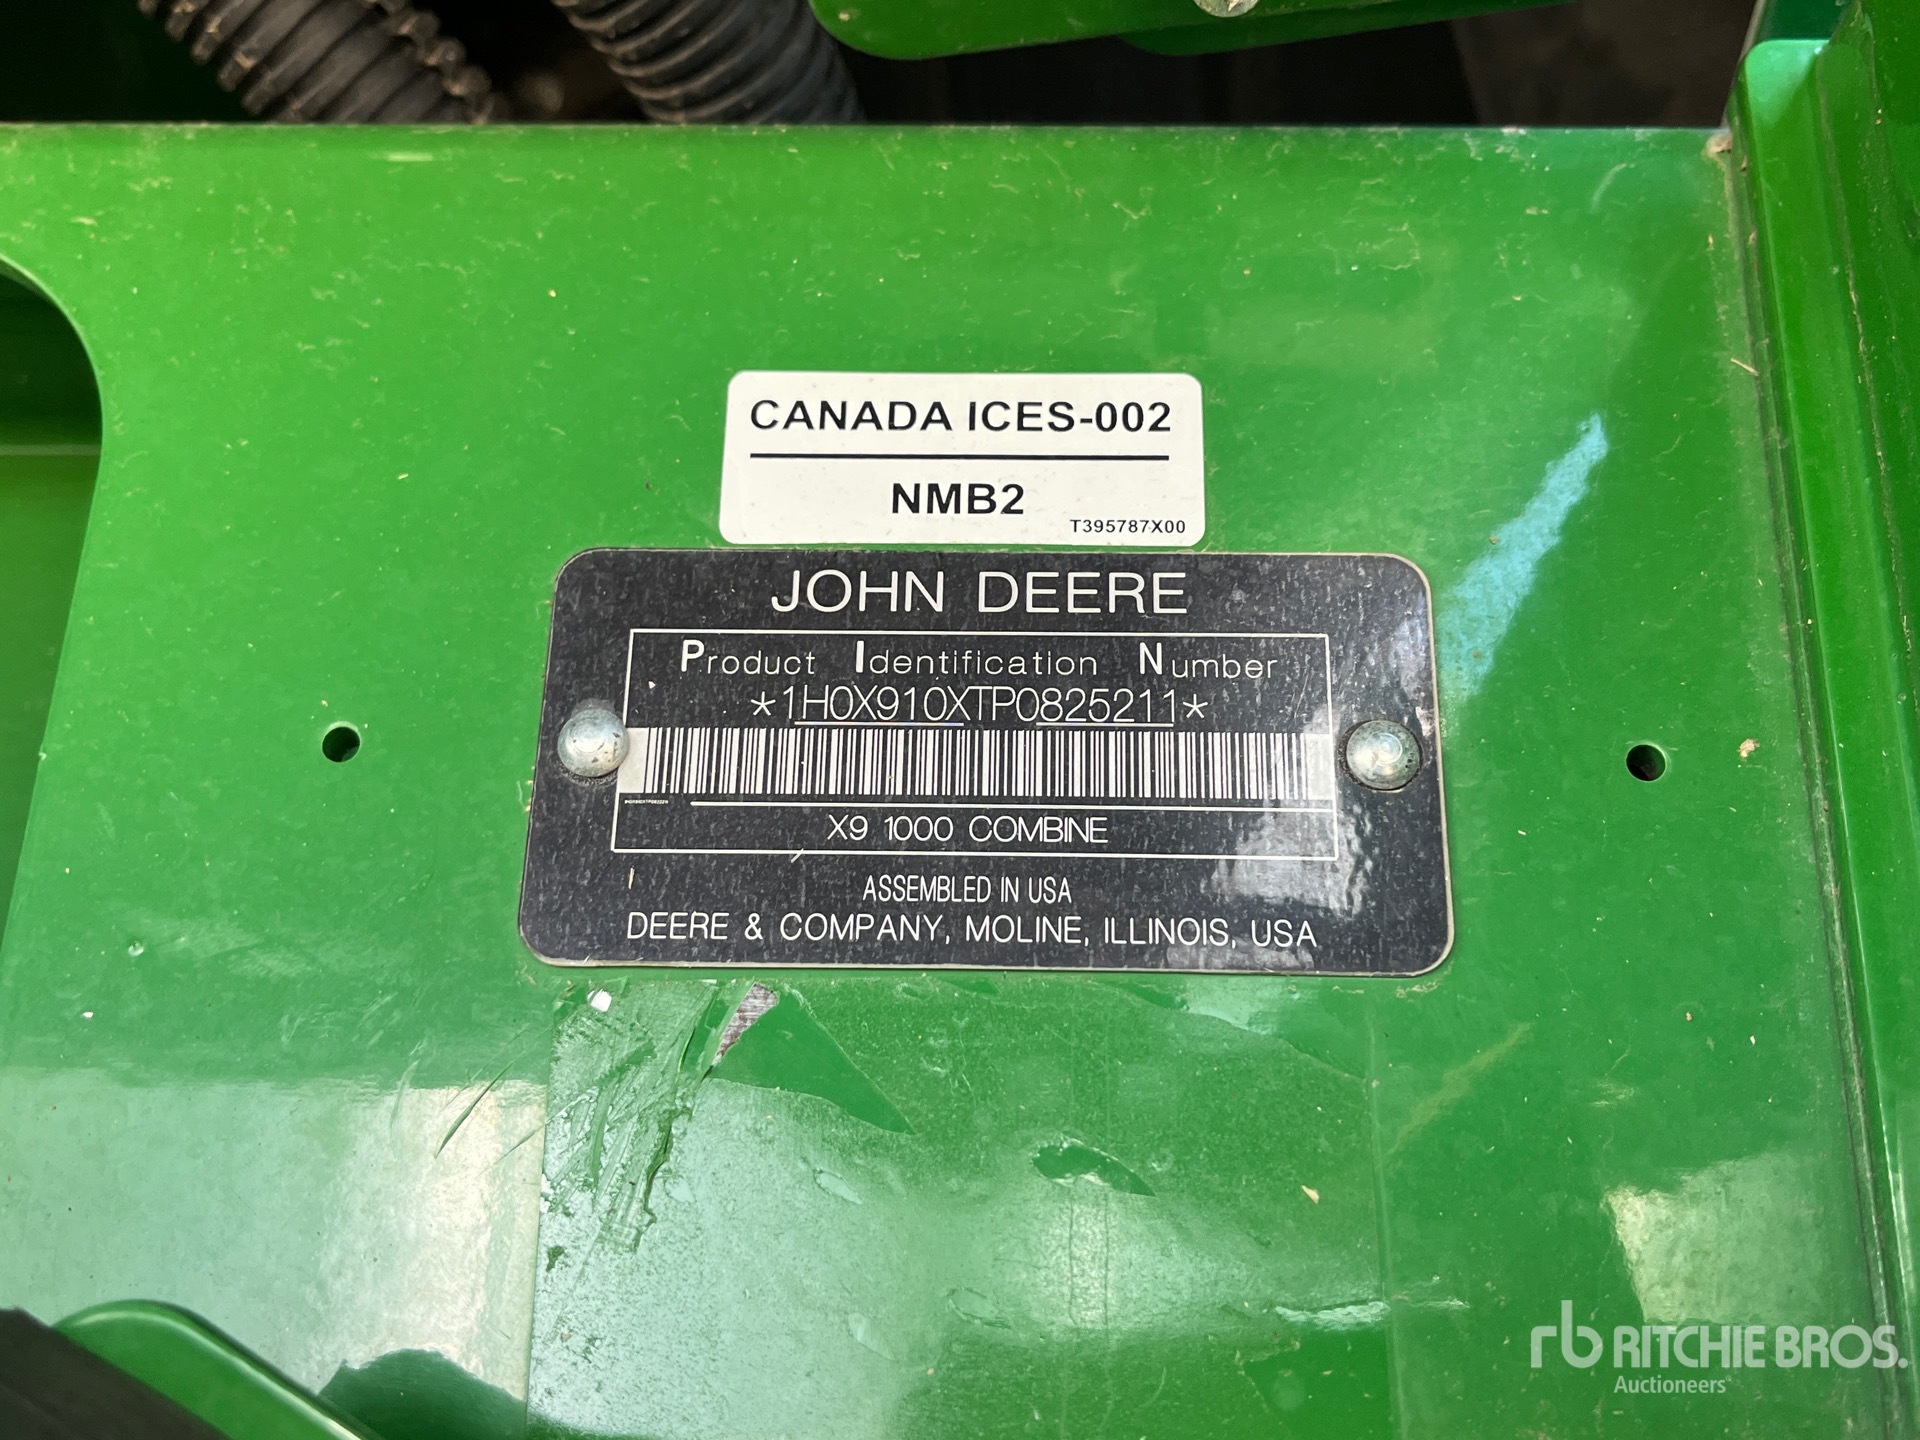 CANADA ICES-002
NMB2
T395787X00
JOHN DEERE
Product Identification Number
*1H0X910XTP0825211*
X9 1000 COMBINE
ASSEMBLED IN USA
DEERE & COMPANY, MOLINE, ILLINOIS, USA
rb RITCHIE BROS.
Auctioneers